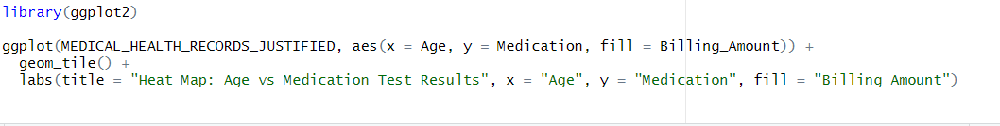 library(ggplot2)
ggplot(MEDICAL_HEALTH_RECORDS_JUSTIFIED, aes(x = Age, y = Medication, fill = Billing_Amount)) +
geom_tile() +
labs(title = "Heat Map: Age vs Medication Test Results", x = "Age", y = "Medication", fill = "Billing Amount")